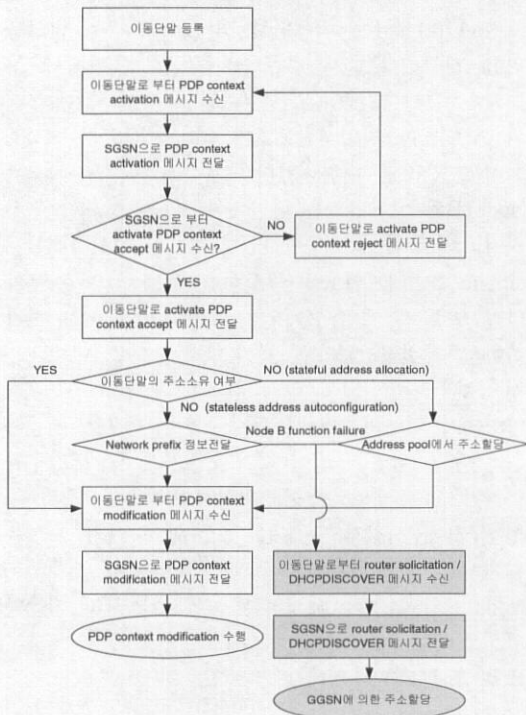 이동단말 등록
이동단말로 부터 PDP context
activation 메시지 수신
SGSN으로 PDP context
activation 메시지 전달
SGSN으로 부터
activate PDP context
accept 메시지 수신?
NO
이동단말로 activate PDP
context reject 메시지 전달
YES
이동단말로 activate PDP
context accept 메시지 전달
YES
이동단말의 주소소유 여부
NO (stateful address allocation)
NO (stateless address autoconfiguration)
Network prefix 정보전달
Node B function failure
Address pool에서 주소할당
이동단말로 부터 PDP context
modification 메시지 수신
SGSN으로 PDP context
modification 메시지 전달
PDP context modification 수행
이동단말로부터 router solicitation /
DHCPDISCOVER 메시지 수신
SGSN으로 router solicitation /
DHCPDISCOVER 메시지 전달
GGSN에 의한 주소할당